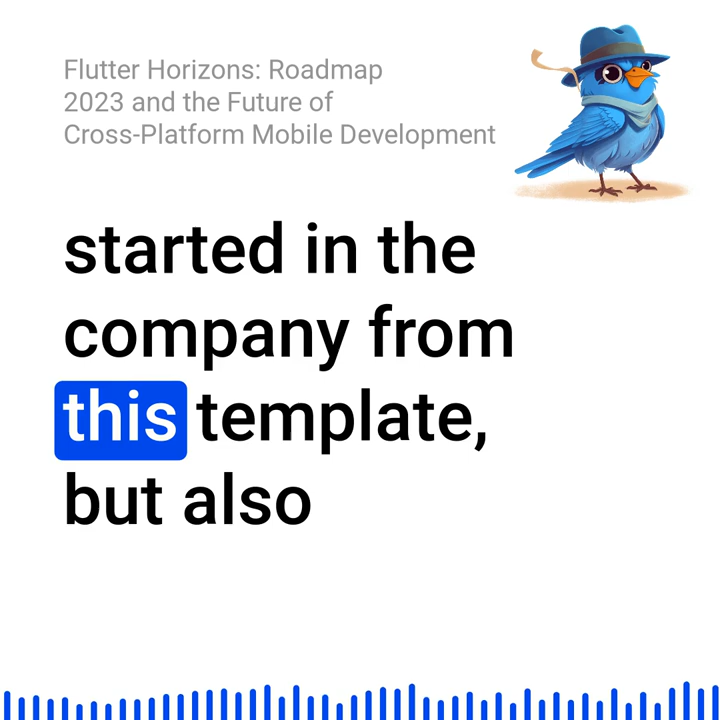 Flutter Horizons: Roadmap
2023 and the Future of
Cross-Platform Mobile Development
started in the
company from
this template,
but also